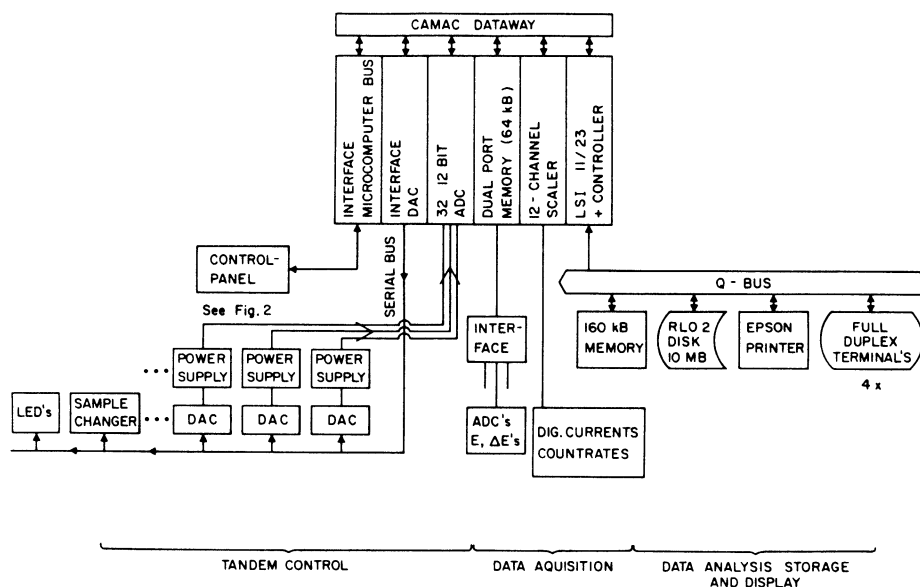 CAMAC DATAWAY
INTERFACE
MICROCOMPUTER BUS
INTERFACE
DAC
32 12 BIT
ADC
DUAL PORT
MEMORY (64 kB)
12-CHANNEL
SCALER
LSI 11/23
+ CONTROLLER
CONTROL-
PANEL
See Fig. 2
SERIAL BUS
Q - BUS
INTER-
FACE
160 kB
MEMORY
RLO 2
DISK
10 MB
EPSON
PRINTER
FULL
DUPLEX
TERMINAL'S
4 x
POWER
SUPPLY
POWER
SUPPLY
POWER
SUPPLY
LED's
SAMPLE
CHANGER
DAC
DAC
DAC
ADC's
E, ΔE's
DIG. CURRENTS
COUNTRATES
TANDEM CONTROL
DATA AQUISITION
DATA ANALYSIS STORAGE
AND DISPLAY